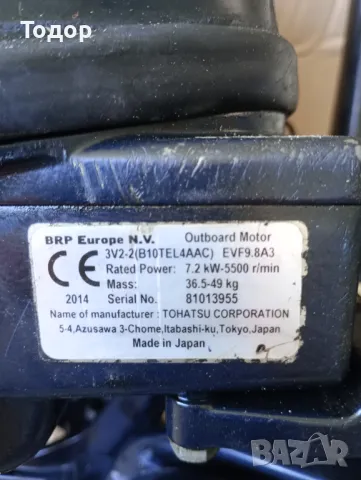 Тодор
BRP Europe N.V. Outboard Motor
CE 3V2-2(B10TEL4AAC) EVF9.8A3
Rated Power: 7.2 kW-5500 r/min
Mass: 36.5-49 kg
2014 Serial No. 81013955
Name of manufacturer : TOHATSU CORPORATION
5-4,Azusawa 3-Chome,Itabashi-ku,Tokyo,Japan
Made in Japan
BAZAR